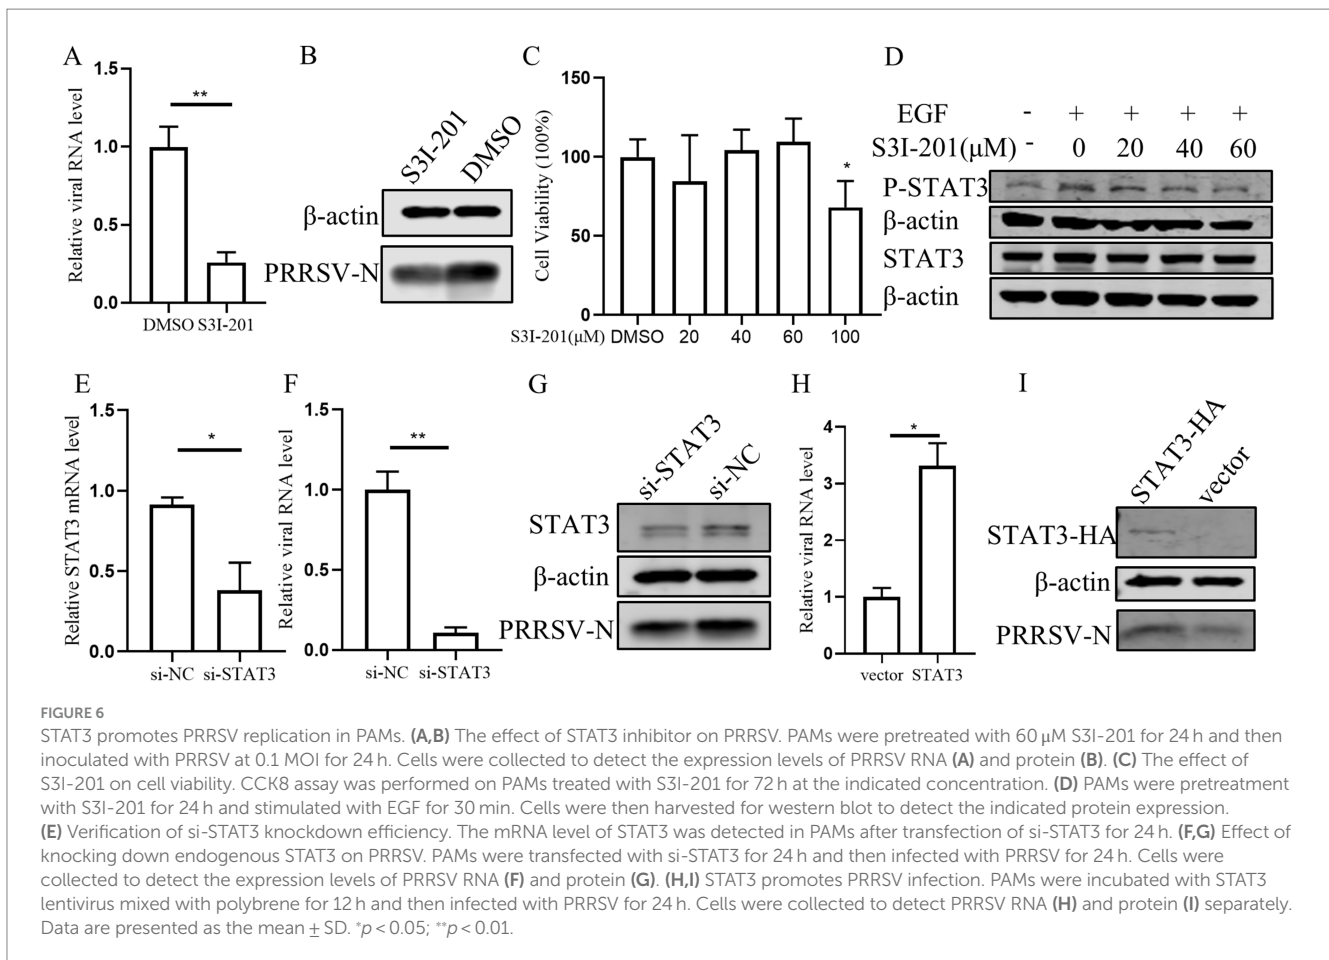 A
Relative viral RNA level
1.5
1.0
0.5
0.0
**
DMSO S3I-201
B
S3I-201
DMSO
β-actin
PRRSV-N
C
Cell Viability (100%)
150
100
50
0
*
S3I-201(μM) DMSO 20 40 60 100
D
EGF - + + + +
S3I-201(μM) - 0 20 40 60
P-STAT3
β-actin
STAT3
β-actin
E
Relative STAT3 mRNA level
1.5
1.0
0.5
0.0
*
si-NC si-STAT3
F
Relative viral RNA level
1.5
1.0
0.5
0.0
**
si-NC si-STAT3
G
si-STAT3
si-NC
STAT3
β-actin
PRRSV-N
H
Relative viral RNA level
4
3
2
1
0
*
vector STAT3
I
STAT3-HA
vector
STAT3-HA
β-actin
PRRSV-N
FIGURE 6
STAT3 promotes PRRSV replication in PAMs. (A,B) The effect of STAT3 inhibitor on PRRSV. PAMs were pretreated with 60 μM S3I-201 for 24 h and then
inoculated with PRRSV at 0.1 MOI for 24 h. Cells were collected to detect the expression levels of PRRSV RNA (A) and protein (B). (C) The effect of
S3I-201 on cell viability. CCK8 assay was performed on PAMs treated with S3I-201 for 72 h at the indicated concentration. (D) PAMs were pretreatment
with S3I-201 for 24 h and stimulated with EGF for 30 min. Cells were then harvested for western blot to detect the indicated protein expression.
(E) Verification of si-STAT3 knockdown efficiency. The mRNA level of STAT3 was detected in PAMs after transfection of si-STAT3 for 24 h. (F,G) Effect of
knocking down endogenous STAT3 on PRRSV. PAMs were transfected with si-STAT3 for 24 h and then infected with PRRSV for 24 h. Cells were
collected to detect the expression levels of PRRSV RNA (F) and protein (G). (H,I) STAT3 promotes PRRSV infection. PAMs were incubated with STAT3
lentivirus mixed with polybrene for 12 h and then infected with PRRSV for 24 h. Cells were collected to detect PRRSV RNA (H) and protein (I) separately.
Data are presented as the mean ± SD. *p < 0.05; **p < 0.01.